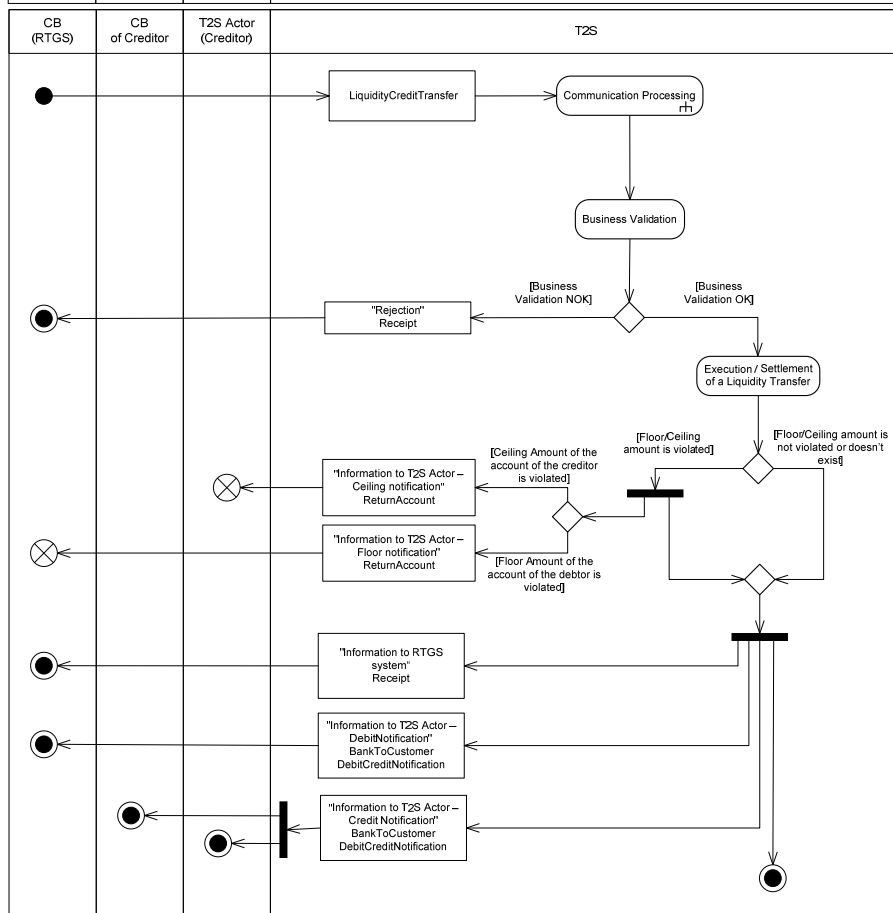 CB
(RTGS)
CB
of Creditor
T2S Actor
(Creditor)
T2S
LiquidityCreditTransfer
Communication Processing
Business Validation
[Business
Validation NOK]
[Business
Validation OK]
"Rejection"
Receipt
Execution / Settlement
of a Liquidity Transfer
[Floor/Ceiling
amount is violated]
[Floor/Ceiling amount is
not violated or doesn't
exist]
[Ceiling Amount of the
account of the creditor
is violated]
"Information to T2S Actor –
Ceiling notification"
ReturnAccount
"Information to T2S Actor –
Floor notification"
ReturnAccount
[Floor Amount of the
account of the debtor is
violated]
"Information to RTGS
system"
Receipt
"Information to T2S Actor –
DebitNotification"
BankToCustomer
DebitCreditNotification
"Information to T2S Actor –
Credit Notification"
BankToCustomer
DebitCreditNotification